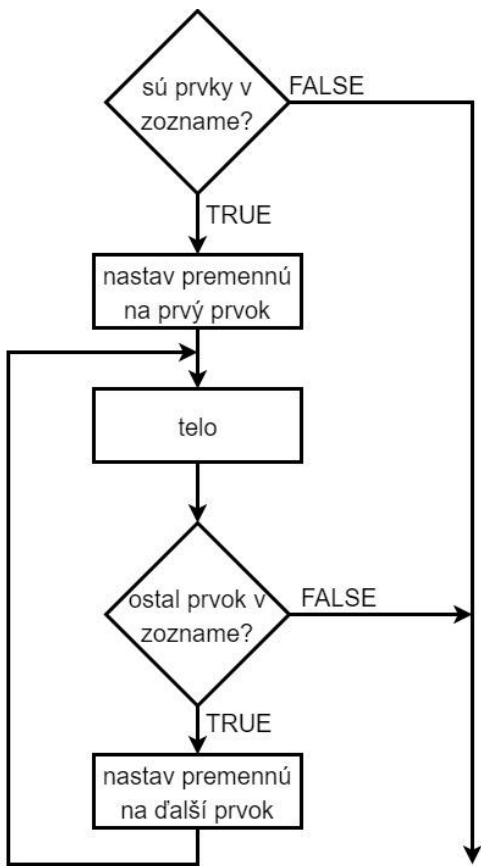 sú prvky v
zozname?
FALSE
TRUE
nastav premennú
na prvý prvok
telo
ostal prvok v
zozname?
FALSE
TRUE
nastav premennú
na ďalší prvok